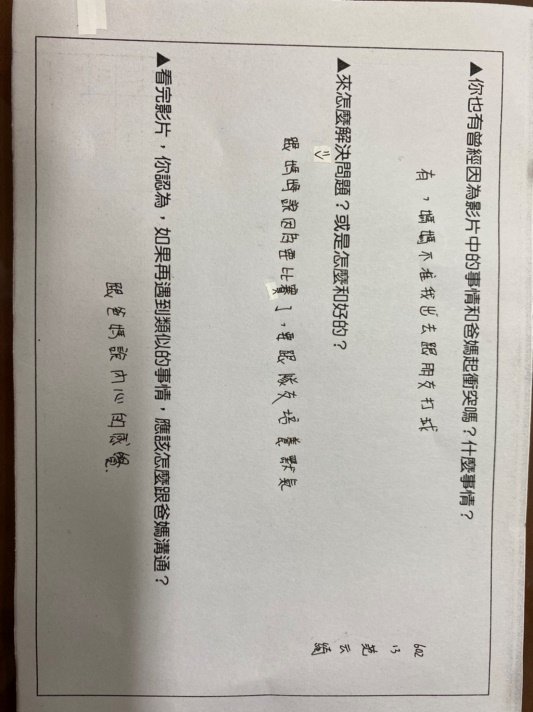 ▲你也有曾經因為影片中的事情和爸媽起衝突嗎？什麼事情？
有，媽媽不准我出去跟朋友打球
▲來怎麼解決問題？或是怎麼和好的？
跟媽媽說因為要比賽了，要跟隊友培養默氣
▲看完影片，你認為，如果再遇到類似的事情，應該怎麼跟爸媽溝通？
跟爸媽說內心的感覺.
602
13
范
云